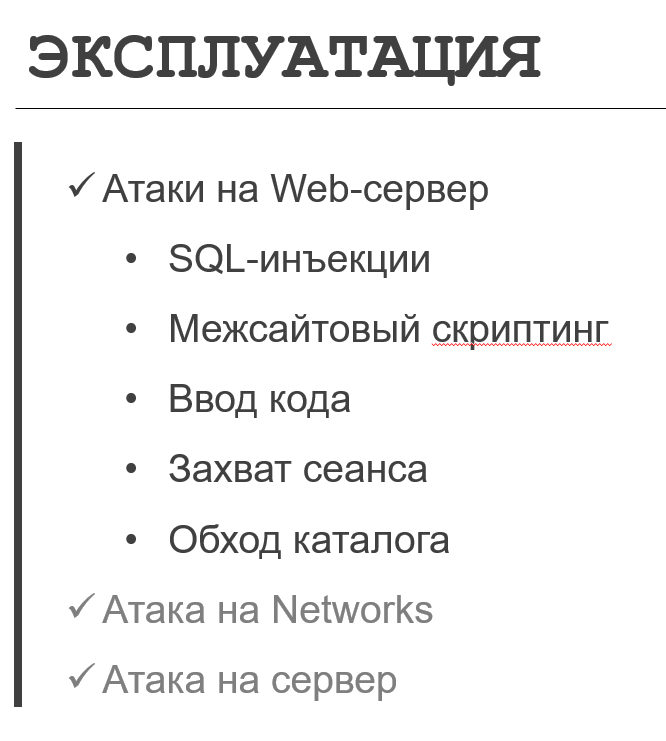 ЭКСПЛУАТАЦИЯ
✓ Атаки на Web-сервер
• SQL-инъекции
• Межсайтовый скриптинг
• Ввод кода
• Захват сеанса
• Обход каталога
✓ Атака на Networks
✓ Атака на сервер